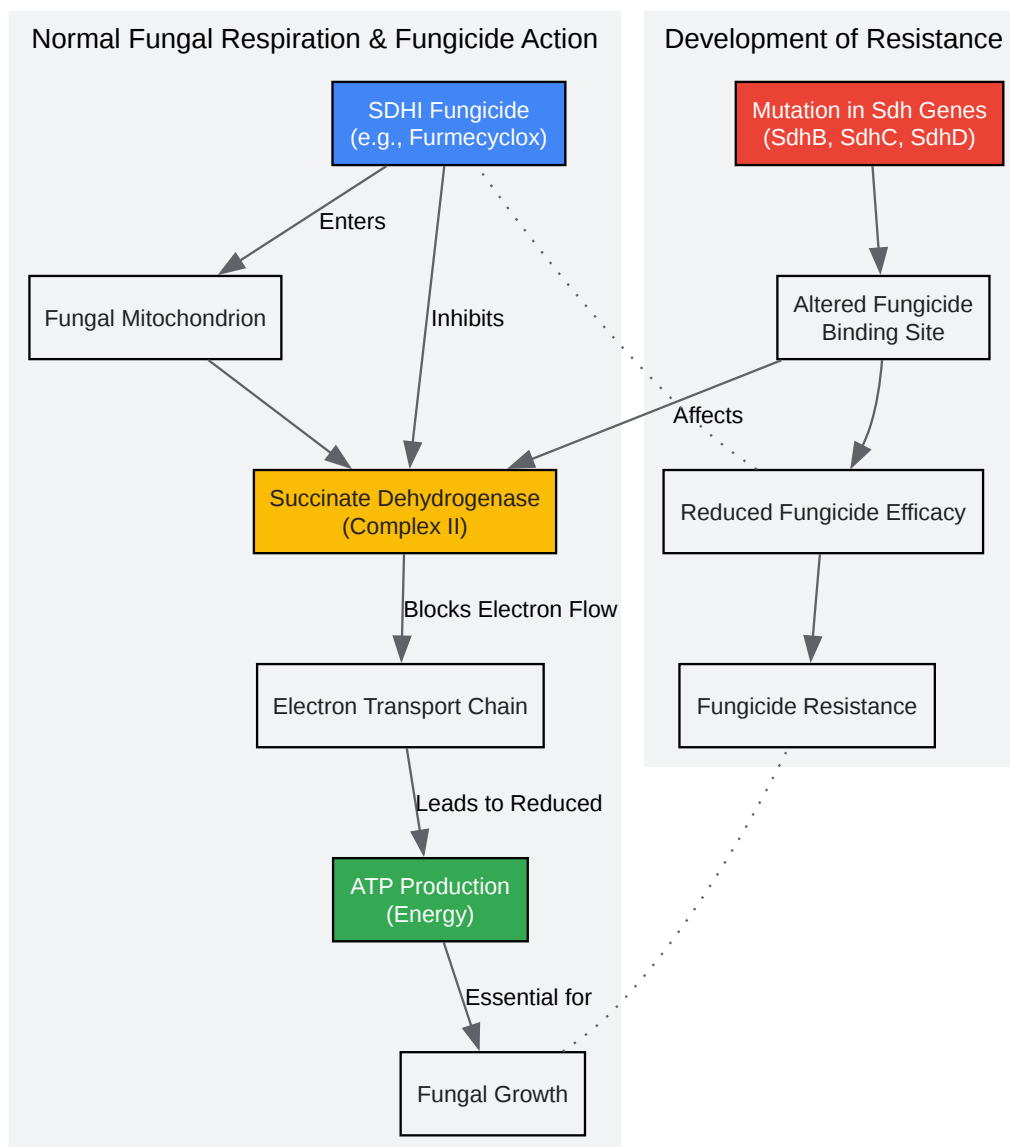 Normal Fungal Respiration & Fungicide Action
SDHI Fungicide
(e.g., Furmecyclox)
Enters
Fungal Mitochondrion
Inhibits
Succinate Dehydrogenase
(Complex II)
Blocks Electron Flow
Electron Transport Chain
Leads to Reduced
ATP Production
(Energy)
Essential for
Fungal Growth
Development of Resistance
Mutation in Sdh Genes
(SdhB, SdhC, SdhD)
Altered Fungicide
Binding Site
Affects
Reduced Fungicide Efficacy
Fungicide Resistance